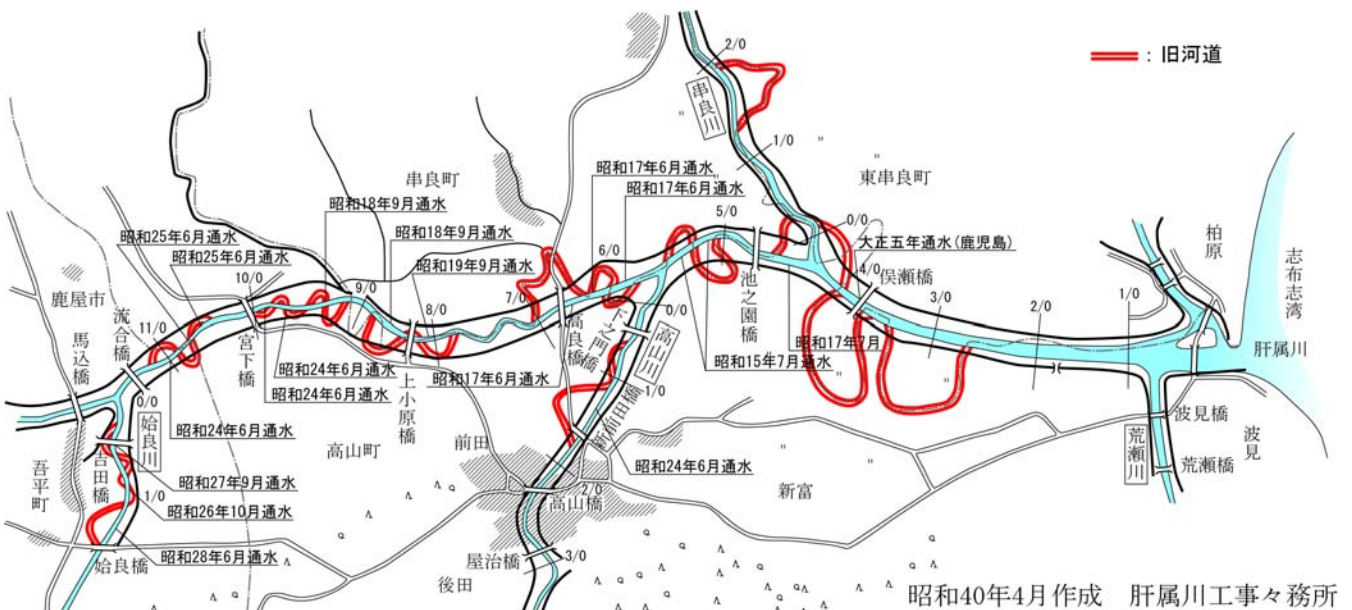 ：旧河道
2/0
串良川
1/0
東串良町
昭和17年6月通水
昭和17年6月通水
串良町
昭和18年9月通水
昭和18年9月通水
昭和19年9月通水
昭和25年6月通水
昭和25年6月通水
0/0
大正五年通水(鹿児島)
5/0
6/0
7/0
8/0
9/0
10/0
11/0
4/0
3/0
2/0
1/0
俣瀬橋
柏原
志布志湾
肝属川
鹿屋市
馬込橋
流合橋
宮下橋
上小原橋
高良橋
下之門橋
0/0
高山川
池之園橋
昭和17年7月
昭和15年7月通水
昭和17年6月通水
昭和24年6月通水
昭和24年6月通水
昭和24年6月通水
0/0
姶良川
吾平町
吉田橋
昭和27年9月通水
1/0
昭和26年10月通水
昭和28年6月通水
姶良橋
高山町
前田
新前田橋
1/0
昭和24年6月通水
2/0
高山橋
新富
屋治橋
3/0
後田
波見橋
波見
荒瀬川
荒瀬橋
昭和40年4月作成　肝属川工事々務所